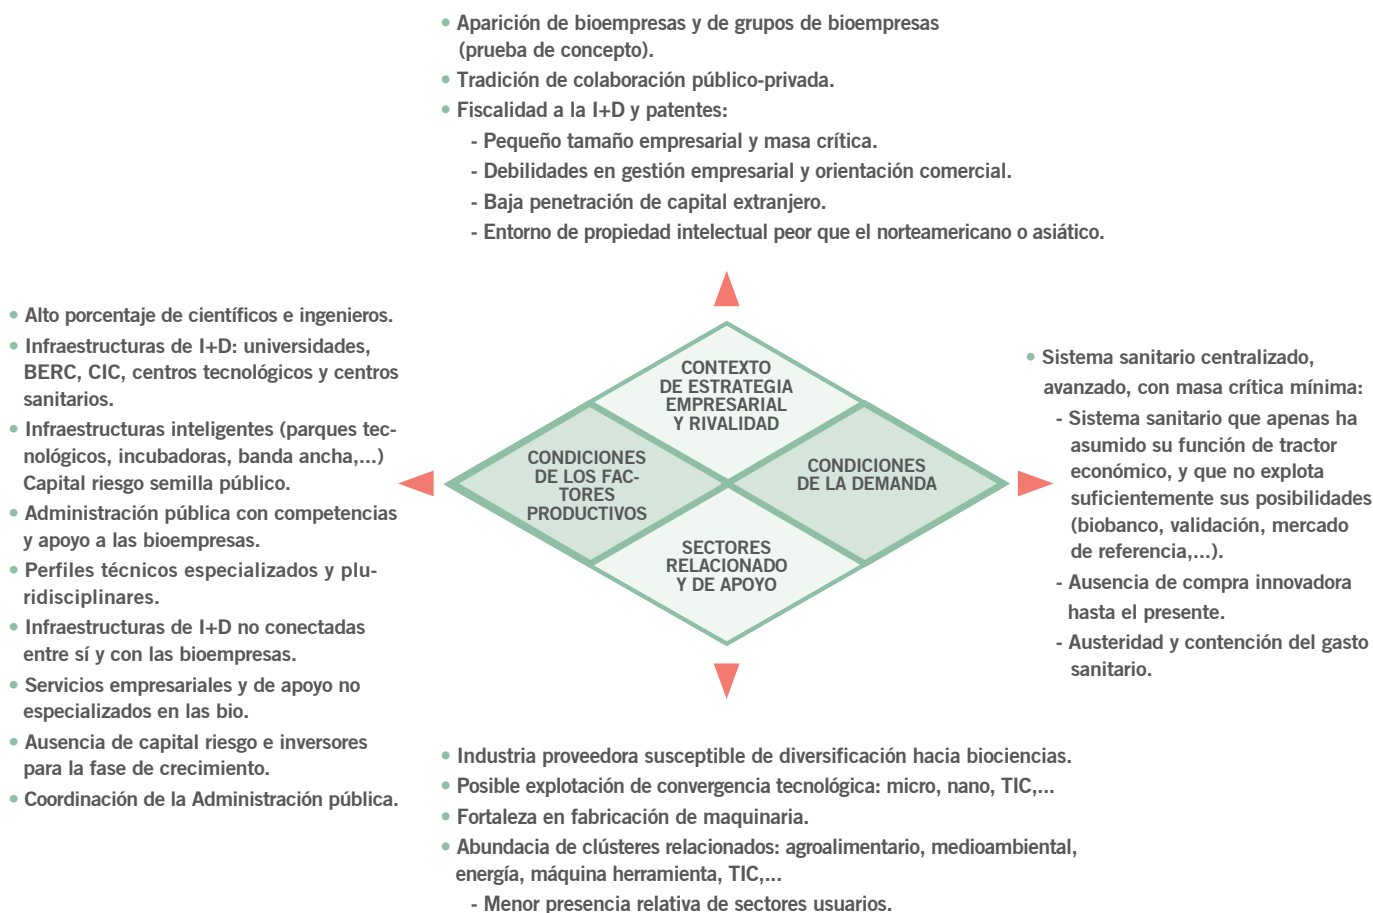 • Aparición de bioempresas y de grupos de bioempresas
(prueba de concepto).
• Tradición de colaboración público-privada.
• Fiscalidad a la I+D y patentes:
- Pequeño tamaño empresarial y masa crítica.
- Debilidades en gestión empresarial y orientación comercial.
- Baja penetración de capital extranjero.
- Entorno de propiedad intelectual peor que el norteamericano o asiático.
• Alto porcentaje de científicos e ingenieros.
• Infraestructuras de I+D: universidades,
BERC, CIC, centros tecnológicos y centros
sanitarios.
• Infraestructuras inteligentes (parques tec-
nológicos, incubadoras, banda ancha,...)
Capital riesgo semilla público.
• Administración pública con competencias
y apoyo a las bioempresas.
• Perfiles técnicos especializados y plu-
ridisciplinares.
• Infraestructuras de I+D no conectadas
entre sí y con las bioempresas.
• Servicios empresariales y de apoyo no
especializados en las bio.
• Ausencia de capital riesgo e inversores
para la fase de crecimiento.
• Coordinación de la Administración pública.
CONTEXTO
DE ESTRATEGIA
EMPRESARIAL
Y RIVALIDAD
CONDICIONES
DE LOS FAC-
TORES
PRODUCTIVOS
CONDICIONES
DE LA DEMANDA
SECTORES
RELACIONADO
Y DE APOYO
• Sistema sanitario centralizado,
avanzado, con masa crítica mínima:
- Sistema sanitario que apenas ha
asumido su función de tractor
económico, y que no explota
suficientemente sus posibilidades
(biobanco, validación, mercado
de referencia,...).
- Ausencia de compra innovadora
hasta el presente.
- Austeridad y contención del gasto
sanitario.
• Industria proveedora susceptible de diversificación hacia biociencias.
• Posible explotación de convergencia tecnológica: micro, nano, TIC,...
• Fortaleza en fabricación de maquinaria.
• Abundacia de clústeres relacionados: agroalimentario, medioambiental,
energía, máquina herramienta, TIC,...
- Menor presencia relativa de sectores usuarios.